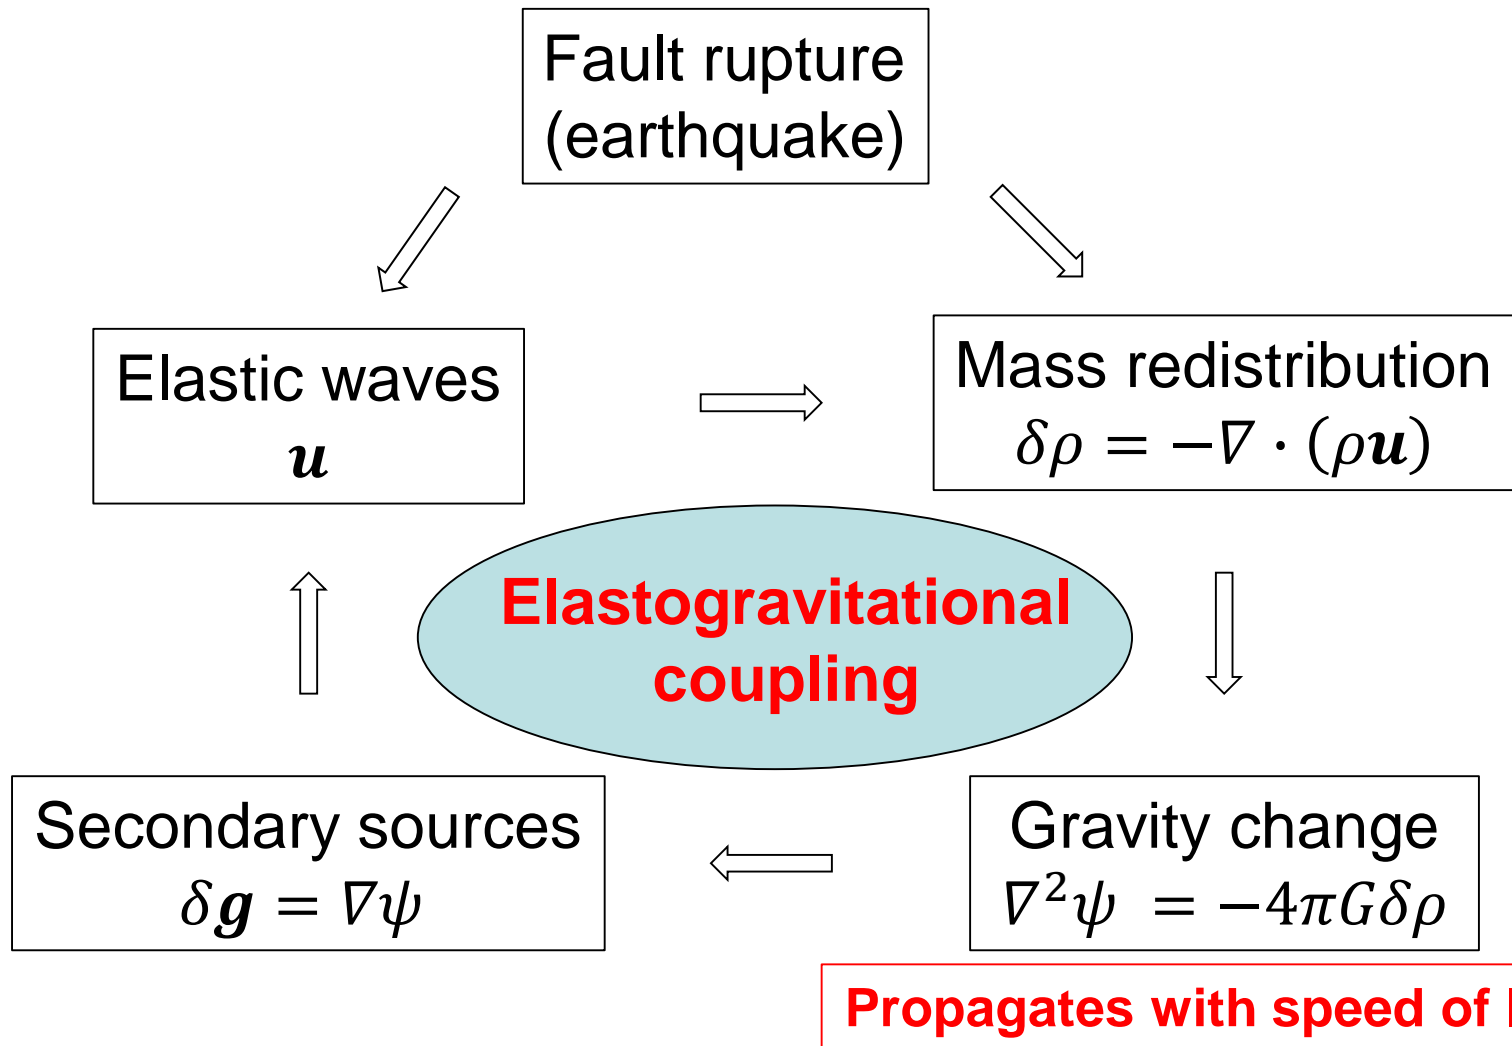 Fault rupture
(earthquake)
Elastic waves
𝒖
Mass redistribution
𝛿𝜌 = −𝛻 ∙ (𝜌𝒖)
Elastogravitational
coupling
Secondary sources
𝛿𝒈 = 𝛻𝜓
Gravity change
𝛻²𝜓 = −4𝜋𝐺𝛿𝜌
Propagates with speed of